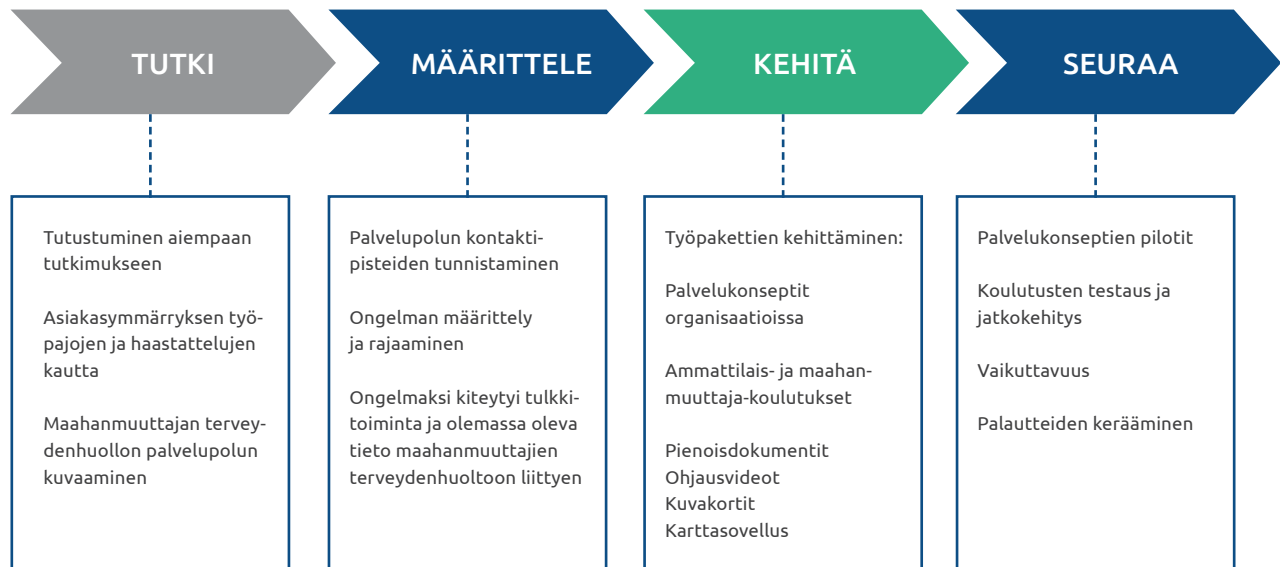 TUTKI
MÄÄRITTELE
KEHITÄ
SEURAA
Tutustuminen aiempaan
tutkimukseen
Asiakasymmärryksen työ-
pajojen ja haastattelujen
kautta
Maahanmuuttajan tervey-
denhuollon palvelupolun
kuvaaminen
Palvelupolun kontakti-
pisteiden tunnistaminen
Ongelman määrittely
ja rajaaminen
Ongelmaksi kiteytyi tulkki-
toiminta ja olemassa oleva
tieto maahanmuuttajien
terveydenhuoltoon liittyen
Työpakettien kehittäminen:
Palvelukonseptit
organisaatioissa
Ammattilais- ja maahan-
muuttaja-koulutukset
Pienoisdokumentit
Ohjausvideot
Kuvakortit
Karttasovellus
Palvelukonseptien pilotit
Koulutusten testaus ja
jatkokehitys
Vaikuttavuus
Palautteiden kerääminen